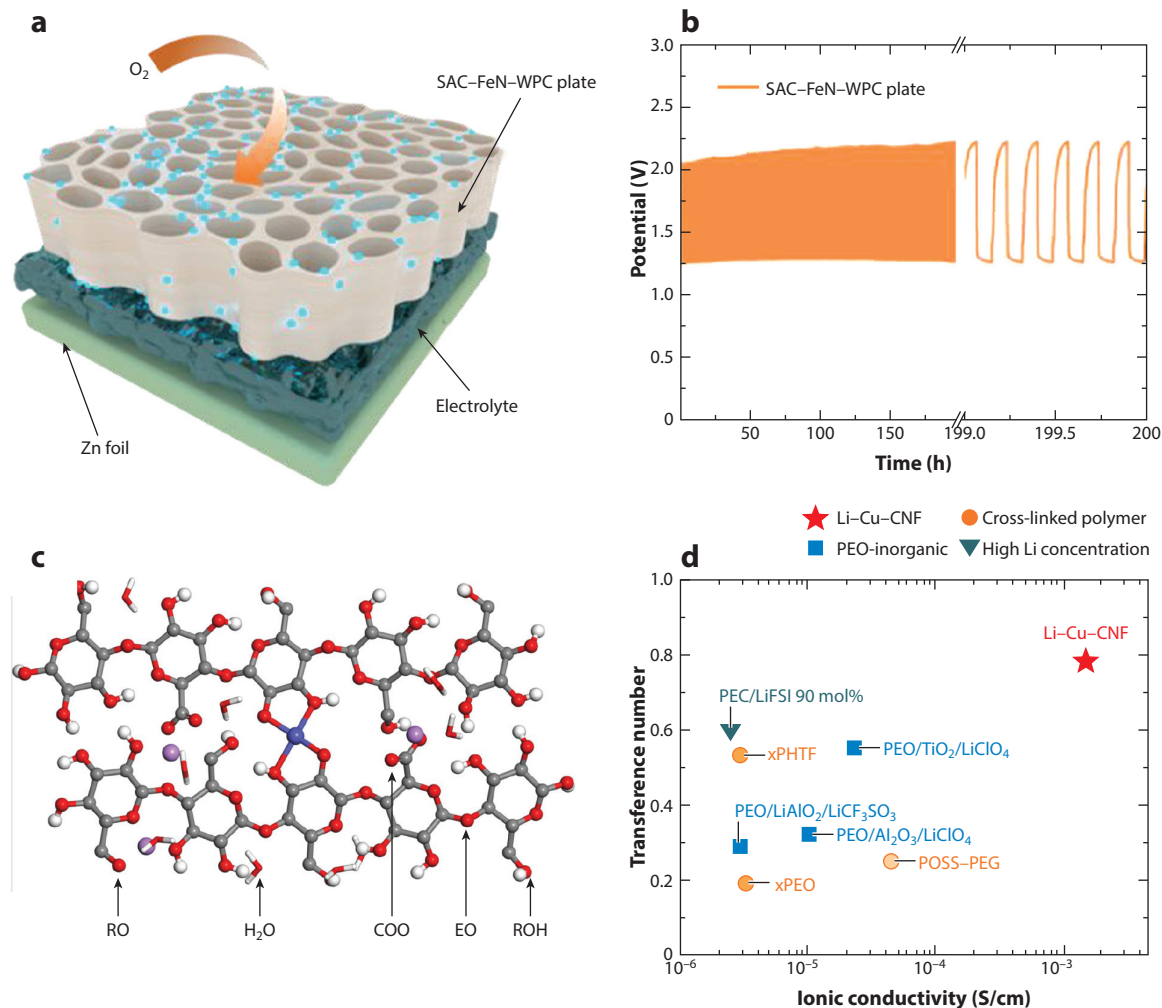 a
O₂
SAC–FeN–WPC plate
Electrolyte
Zn foil
b
3.0
2.5
2.0
1.5
1.0
0.5
0
SAC–FeN–WPC plate
Potential (V)
50
100
150
199.0
199.5
200
Time (h)
c
RO
H₂O
COO
EO
ROH
Li–Cu–CNF
Cross-linked polymer
PEO-inorganic
High Li concentration
d
1.0
0.8
0.6
0.4
0.2
0
Transference number
Li–Cu–CNF
PEC/LiFSI 90 mol%
xPHTF
PEO/TiO₂/LiClO₄
PEO/LiAlO₂/LiCF₃SO₃
PEO/Al₂O₃/LiClO₄
POSS–PEG
xPEO
10⁻⁶
10⁻⁵
10⁻⁴
10⁻³
Ionic conductivity (S/cm)